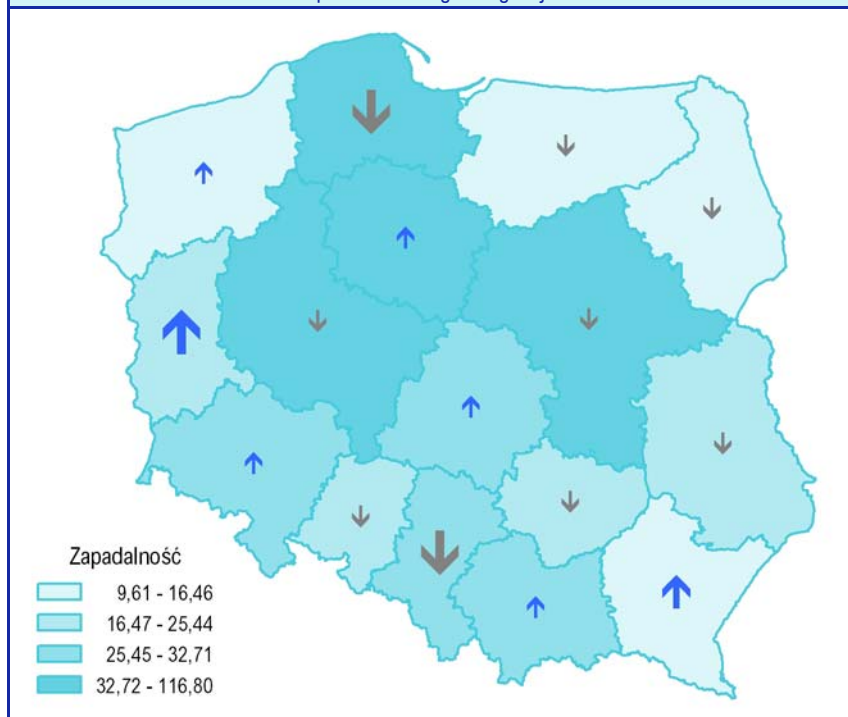 Zapadalność
9,61 - 16,46
16,47 - 25,44
25,45 - 32,71
32,72 - 116,80